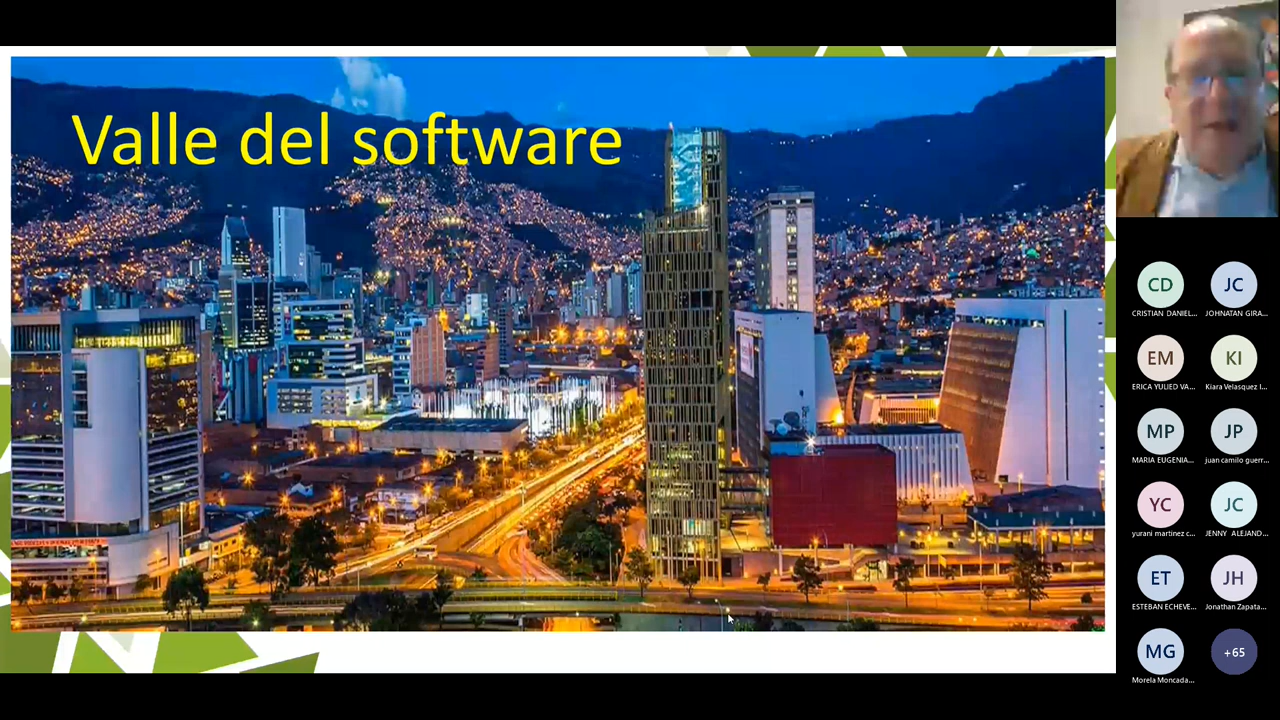 Valle del software
CD
JC
CRISTIAN DANIEL...
JOHNATAN GIRA...
EM
KI
ERICA YULIED VA...
Kiara Velasquez I...
MP
JP
MARIA EUGENIA...
juan camilo guerr...
YC
JC
yurani martinez c...
JENNY ALEJAND...
ET
JH
ESTEBAN ECHEVE...
Jonathan Zapata...
MG
+65
Morela Moncada...